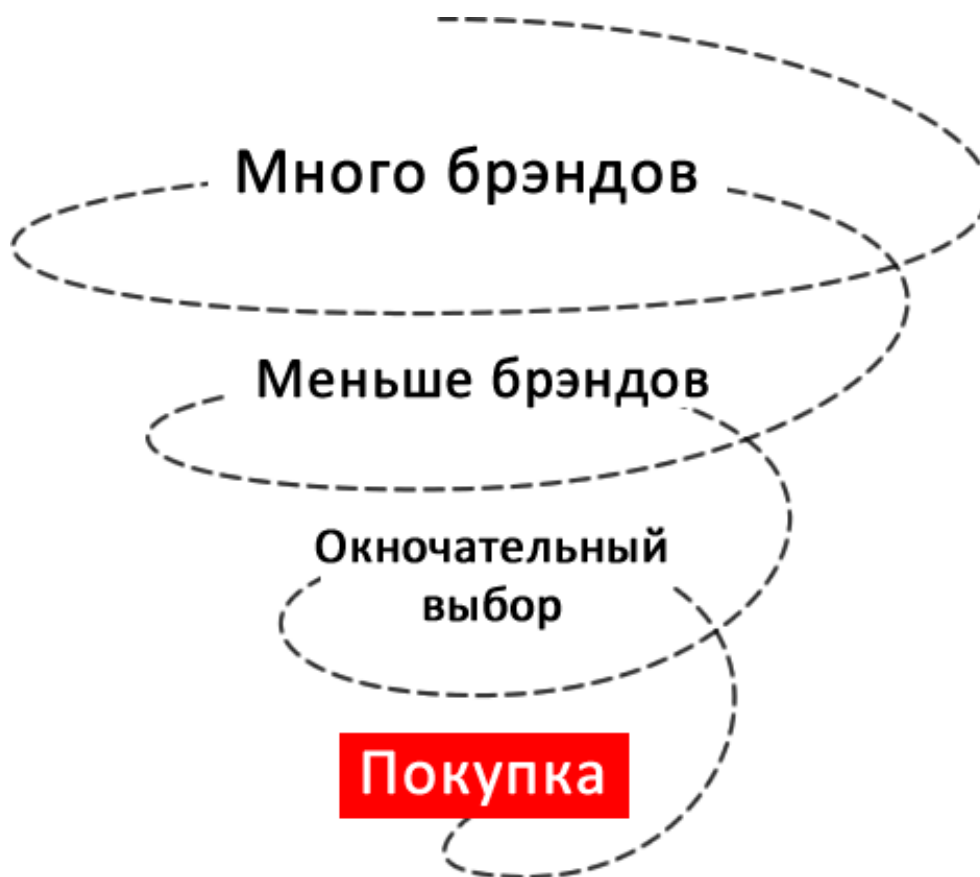 Много брэндов
Меньше брэндов
Окночательный
выбор
Покупка